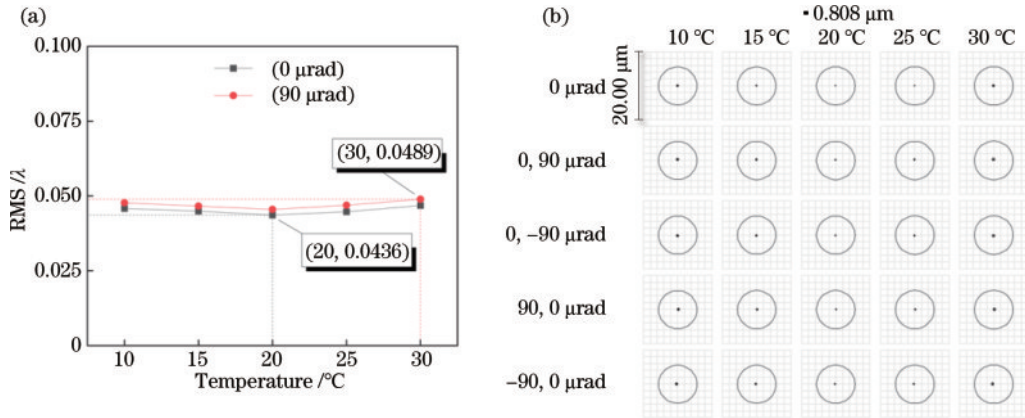 (a)
0.100
0.075
0.050
0.025
0
RMS /λ
(0 μrad)
(90 μrad)
(30, 0.0489)
(20, 0.0436)
10 15 20 25 30
Temperature /°C
(b)
0.808 μm
10 °C 15 °C 20 °C 25 °C 30 °C
20.00 μm
0 μrad
0, 90 μrad
0, −90 μrad
90, 0 μrad
−90, 0 μrad